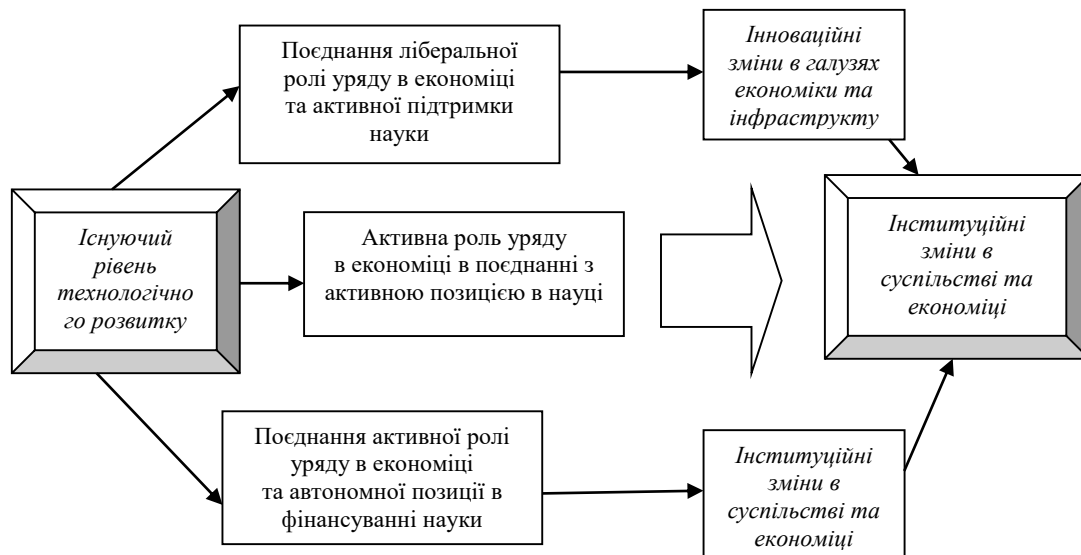 Поєднання ліберальної
ролі уряду в економіці
та активної підтримки
науки
Інноваційні
зміни в галузях
економіки та
інфраструкту
Існуючий
рівень
технологічно
го розвитку
Активна роль уряду
в економіці в поєднанні з
активною позицією в науці
Інституційні
зміни в
суспільстві та
економіці
Поєднання активної ролі
уряду в економіці
та автономної позиції в
фінансуванні науки
Інституційні
зміни в
суспільстві та
економіці